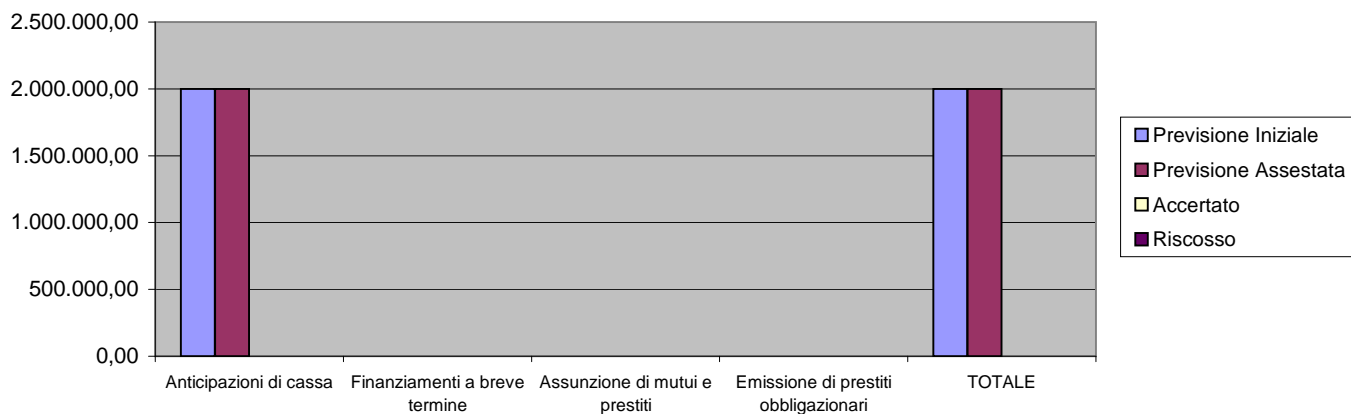 2.500.000,00
2.000.000,00
1.500.000,00
1.000.000,00
500.000,00
0,00
Anticipazioni di cassa
Finanziamenti a breve
termine
Assunzione di mutui e
prestiti
Emissione di prestiti
obbligazionari
TOTALE
Previsione Iniziale
Previsione Assestata
Accertato
Riscosso